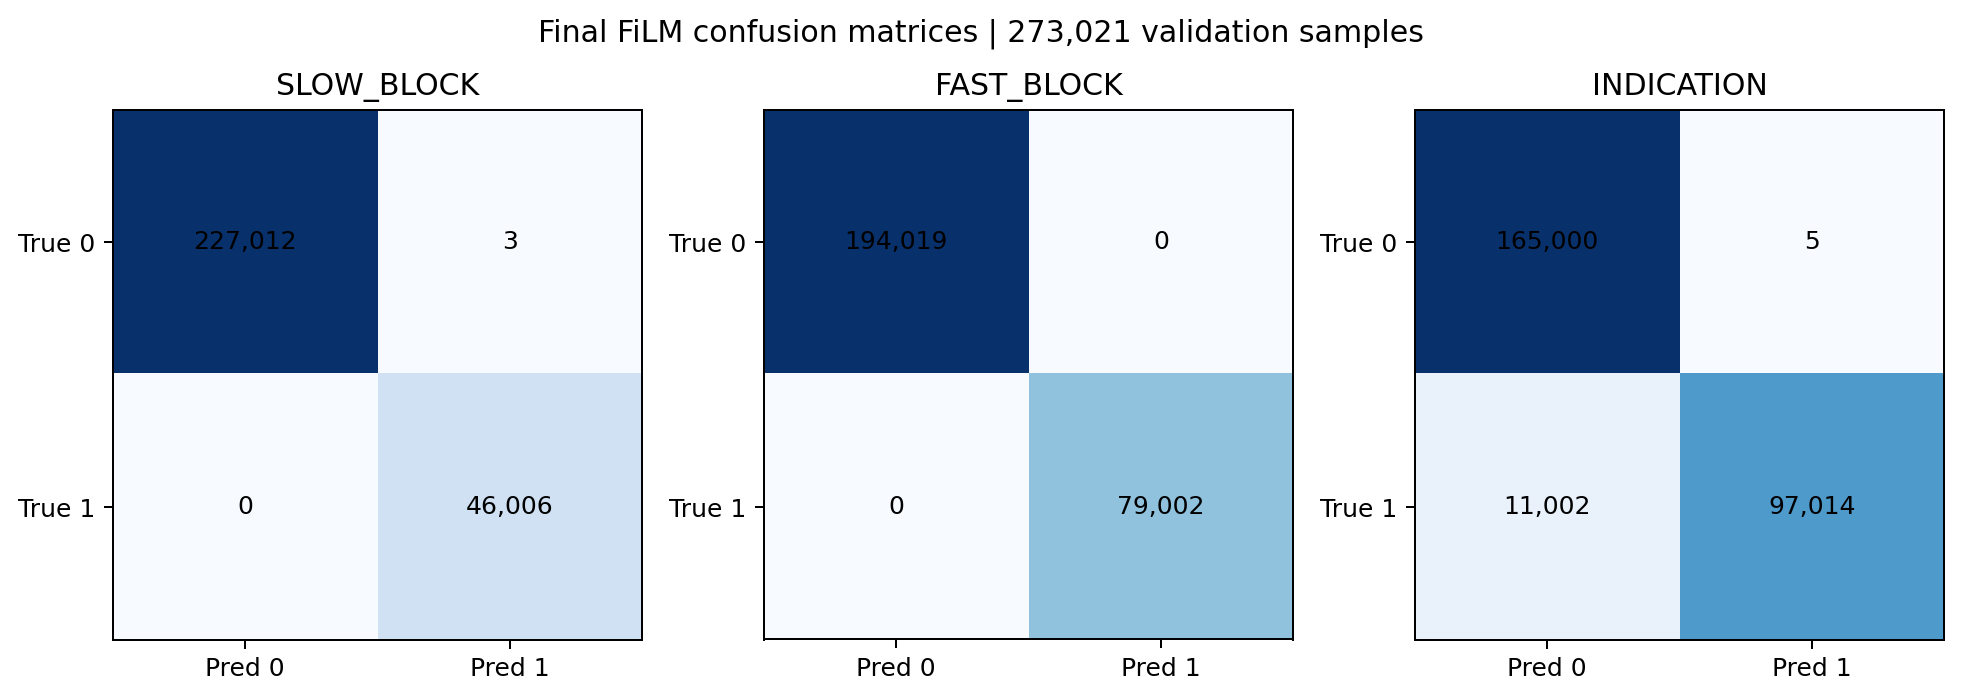 Final FiLM confusion matrices | 273,021 validation samples
SLOW_BLOCK
True 0
227,012
3
True 1
0
46,006
Pred 0
Pred 1
FAST_BLOCK
True 0
194,019
0
True 1
0
79,002
Pred 0
Pred 1
INDICATION
True 0
165,000
5
True 1
11,002
97,014
Pred 0
Pred 1